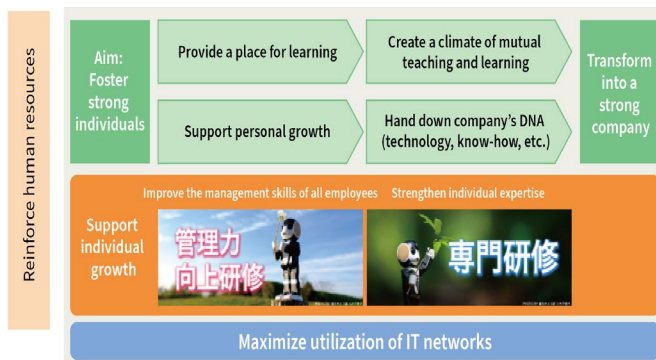 Reinforce human resources
Aim:
Foster
strong
individuals
Provide a place for learning
Create a climate of mutual
teaching and learning
Support personal growth
Hand down company's DNA
(technology, know-how, etc.)
Transform
into a
strong
company
Support
individual
growth
Improve the management skills of all employees
Strengthen individual expertise
管理力
向上研修
専門研修
Maximize utilization of IT networks